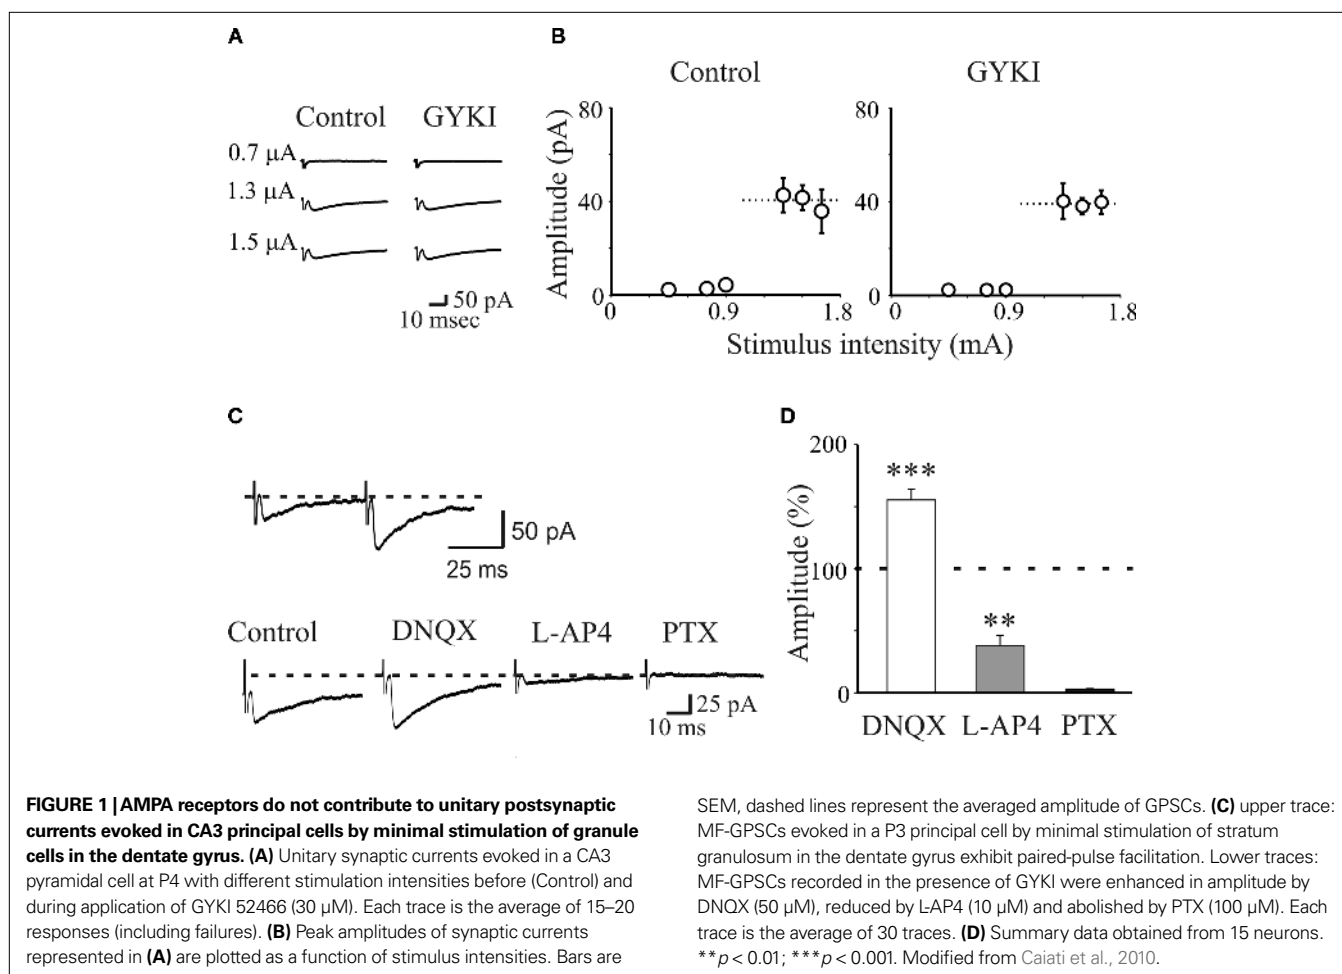 A
B
Control
GYKI
Control
GYKI
0.7 µA
1.3 µA
1.5 µA
50 pA
10 msec
Amplitude (pA)
80
40
0
0
0.9
1.8
80
40
0
0
0.9
1.8
Stimulus intensity (mA)
C
D
50 pA
25 ms
Control
DNQX
L-AP4
PTX
25 pA
10 ms
Amplitude (%)
200
100
0
***
**
DNQX
L-AP4
PTX
FIGURE 1 | AMPA receptors do not contribute to unitary postsynaptic
currents evoked in CA3 principal cells by minimal stimulation of granule
cells in the dentate gyrus. (A) Unitary synaptic currents evoked in a CA3
pyramidal cell at P4 with different stimulation intensities before (Control) and
during application of GYKI 52466 (30 µM). Each trace is the average of 15–20
responses (including failures). (B) Peak amplitudes of synaptic currents
represented in (A) are plotted as a function of stimulus intensities. Bars are
SEM, dashed lines represent the averaged amplitude of GPSCs. (C) upper trace:
MF-GPSCs evoked in a P3 principal cell by minimal stimulation of stratum
granulosum in the dentate gyrus exhibit paired-pulse facilitation. Lower traces:
MF-GPSCs recorded in the presence of GYKI were enhanced in amplitude by
DNQX (50 µM), reduced by L-AP4 (10 µM) and abolished by PTX (100 µM). Each
trace is the average of 30 traces. (D) Summary data obtained from 15 neurons.
**p < 0.01; ***p < 0.001. Modified from Caiati et al., 2010.